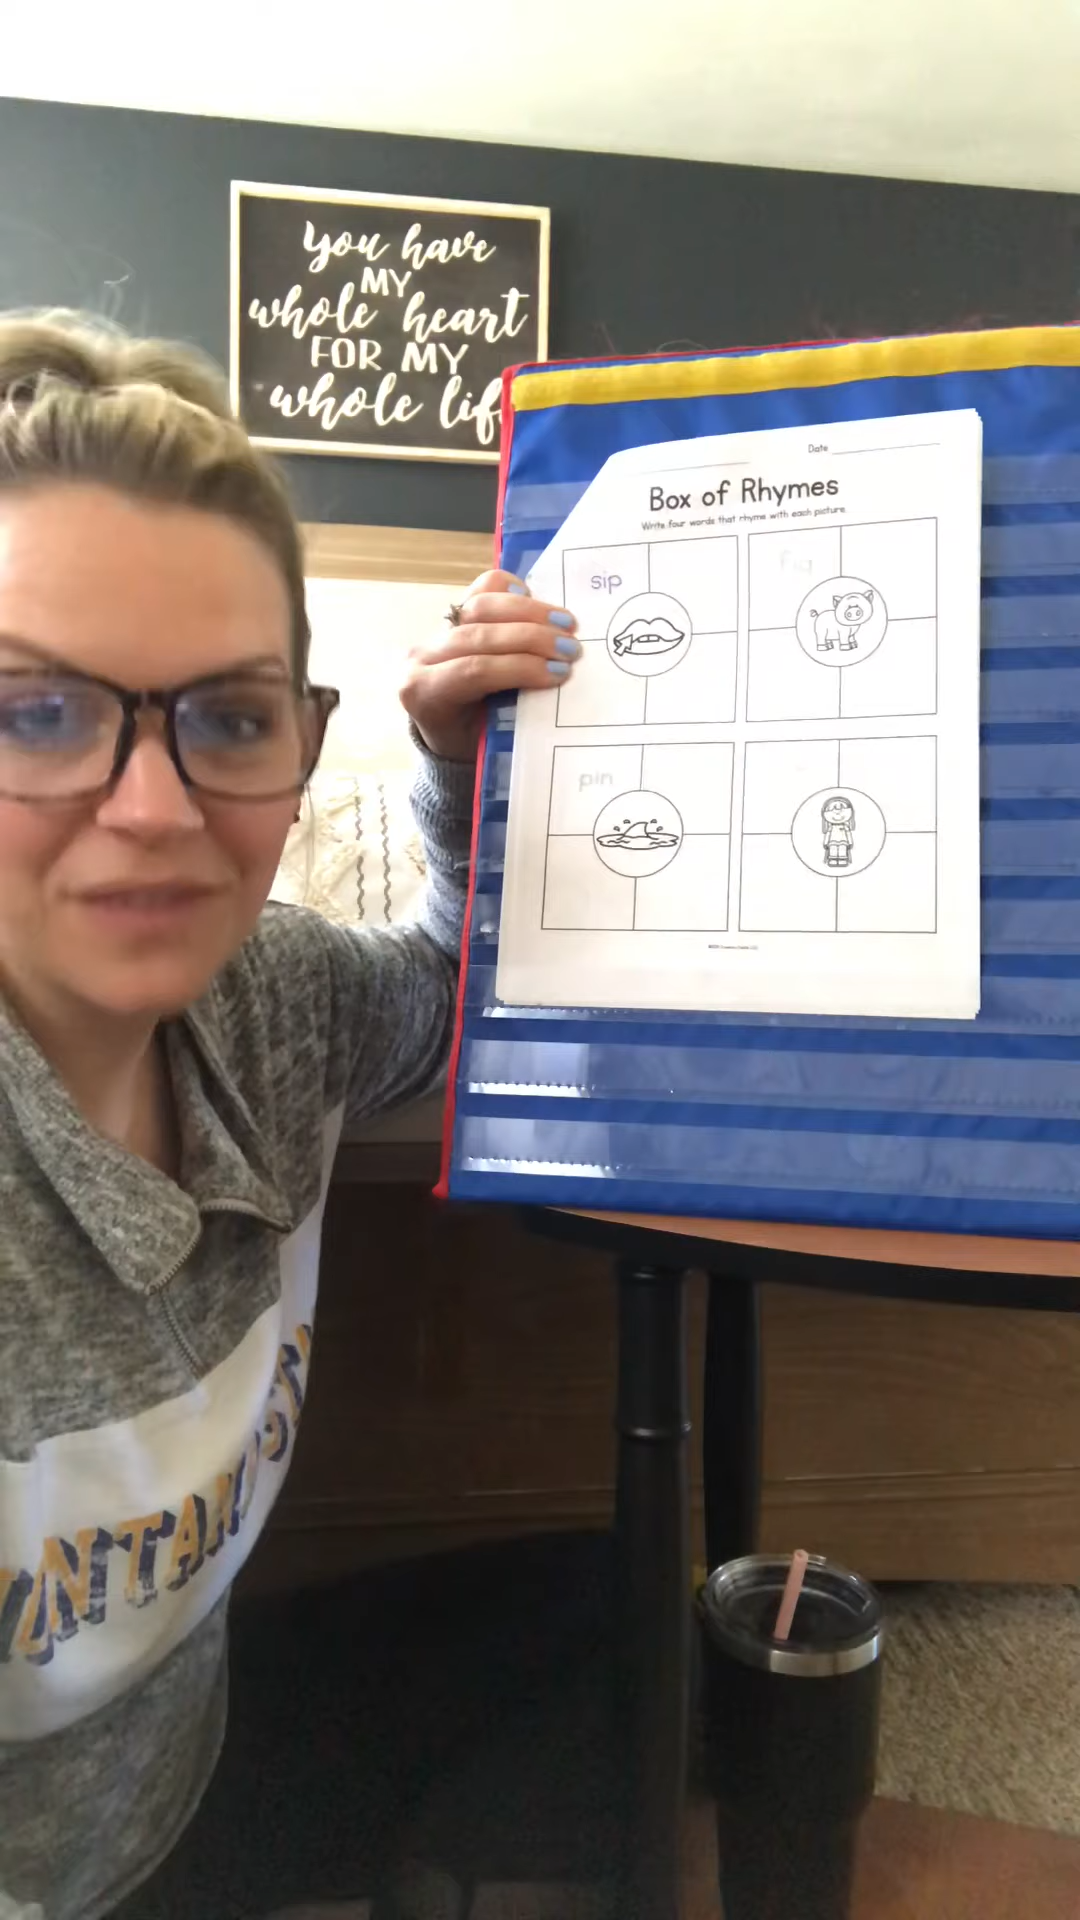 You have
MY
whole heart
FOR MY
whole lif
Date
Box of Rhymes
Write four words that rhyme with each picture.
sip
fig
pin